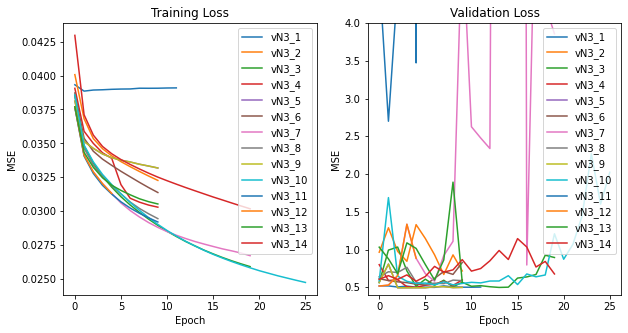 Training Loss
MSE
0.0425
0.0400
0.0375
0.0350
0.0325
0.0300
0.0275
0.0250
0
5
10
15
20
25
Epoch
vN3_1
vN3_2
vN3_3
vN3_4
vN3_5
vN3_6
vN3_7
vN3_8
vN3_9
vN3_10
vN3_11
vN3_12
vN3_13
vN3_14
Validation Loss
MSE
4.0
3.5
3.0
2.5
2.0
1.5
1.0
0.5
0
5
10
15
20
25
Epoch
vN3_1
vN3_2
vN3_3
vN3_4
vN3_5
vN3_6
vN3_7
vN3_8
vN3_9
vN3_10
vN3_11
vN3_12
vN3_13
vN3_14